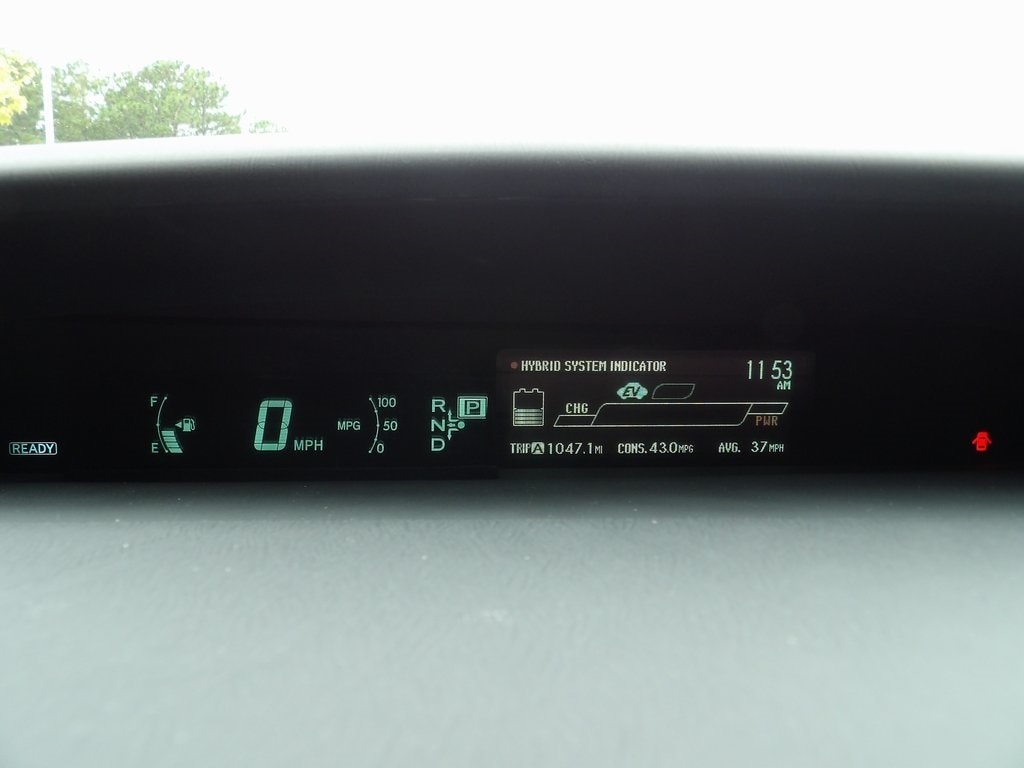 READY
F
E
0 MPH
MPG
100
50
0
R
N
D
P
HYBRID SYSTEM INDICATOR
11 53
AM
EV
CHG
PWR
TRIP A 1047.1 MI CONS. 43.0 MPG AVG. 37 MPH